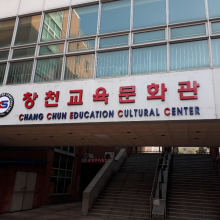 창천교육문화관
CHANG CHUN EDUCATION CULTURAL CENTER